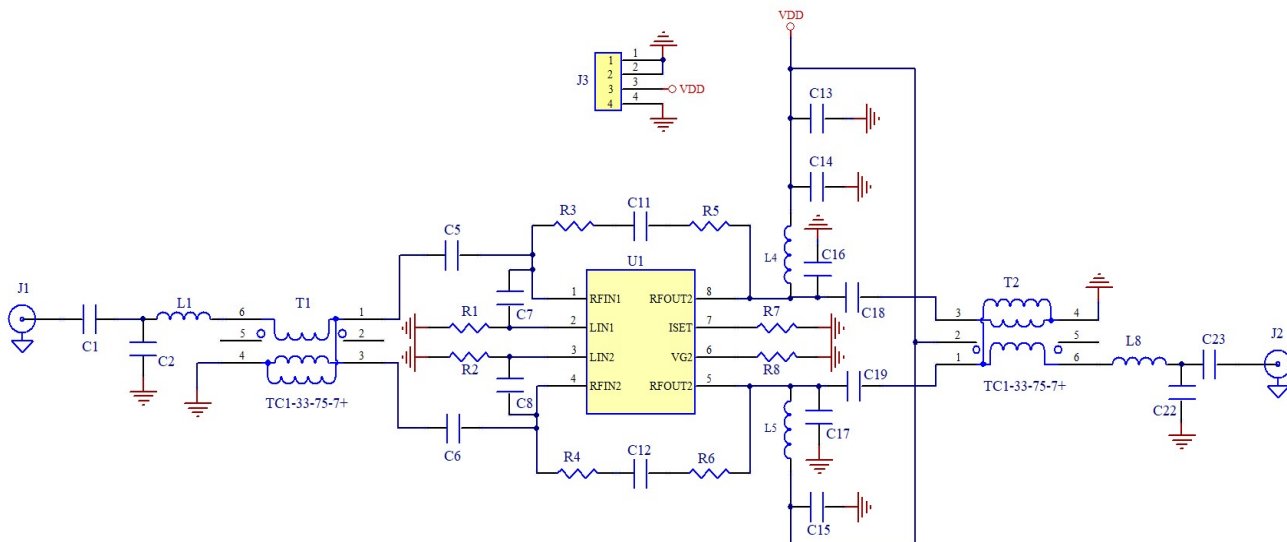 VDD
J3
1 1
2 2
3 3
4 4
VDD
C13
C14
R3 C11 R5
C5
C16
L4
U1
J1
L1 6 T1 1
C1
5 2
C2
4 3
TC1-33-75-7+
C7
R1
R2
C8
1 RFIN1 RFOUT2 8
2 LIN1 ISET 7
3 LIN2 VG2 6
4 RFIN2 RFOUT2 5
R7
R8
C18
C19
T2
3 4
2 5
1 6
TC1-33-75-7+
L8
C23
J2
C22
C6
R4 C12 R6
L5
C17
C15